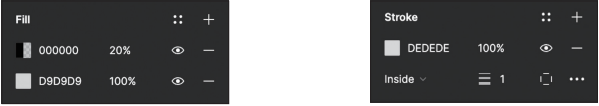 Fill
000000 20%
D9D9D9 100%
Stroke
DEDEDE 100%
Inside 1